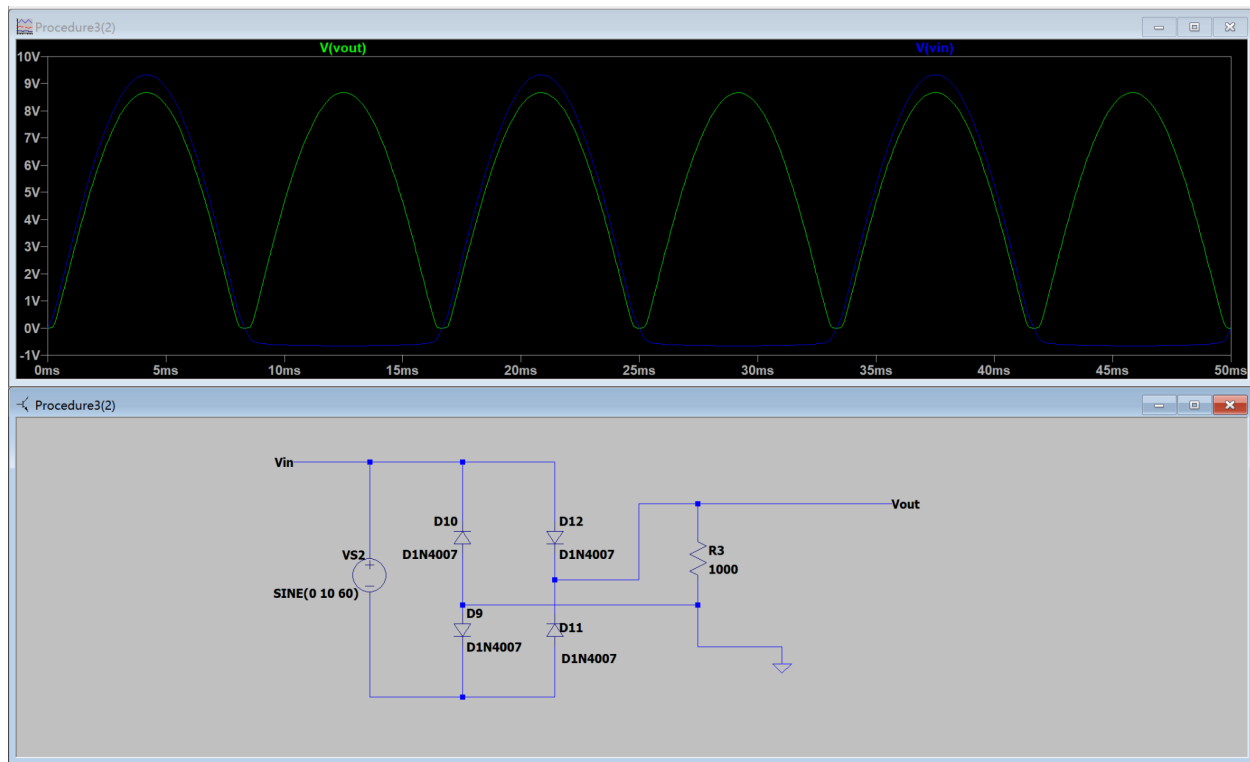 Procedure3(2)
V(vout) V(vin)
10V
9V
8V
7V
6V
5V
4V
3V
2V
1V
0V
-1V
0ms 5ms 10ms 15ms 20ms 25ms 30ms 35ms 40ms 45ms 50ms
Procedure3(2)
Vin
Vout
D10 D12
D1N4007 D1N4007
VS2
R3
1000
SINE(0 10 60)
D9
D11
D1N4007
D1N4007